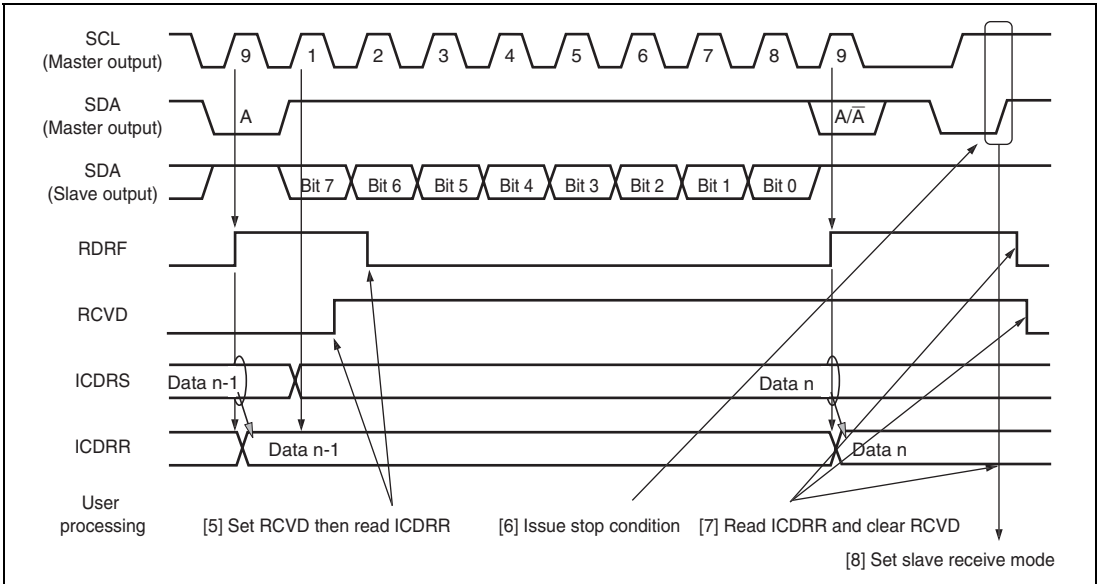 SCL
(Master output)
9 1 2 3 4 5 6 7 8 9
SDA
(Master output)
A A/A̅
SDA
(Slave output)
Bit 7 Bit 6 Bit 5 Bit 4 Bit 3 Bit 2 Bit 1 Bit 0
RDRF
RCVD
ICDRS
Data n-1 Data n
ICDRR
Data n-1 Data n
User
processing
[5] Set RCVD then read ICDRR [6] Issue stop condition [7] Read ICDRR and clear RCVD
[8] Set slave receive mode